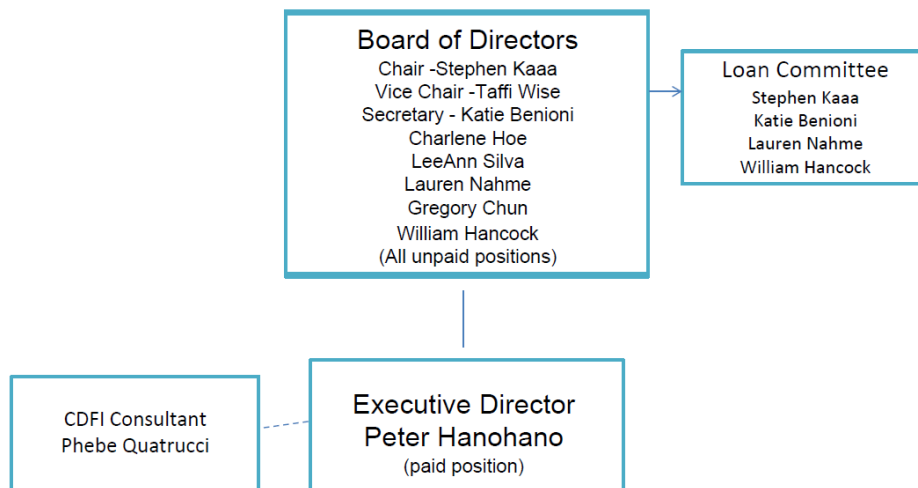 Board of Directors
Chair -Stephen Kaaa
Vice Chair -Taffi Wise
Secretary - Katie Benioni
Charlene Hoe
LeeAnn Silva
Lauren Nahme
Gregory Chun
William Hancock
(All unpaid positions)
Loan Committee
Stephen Kaaa
Katie Benioni
Lauren Nahme
William Hancock
CDFI Consultant
Phebe Quatrucci
Executive Director
Peter Hanohano
(paid position)